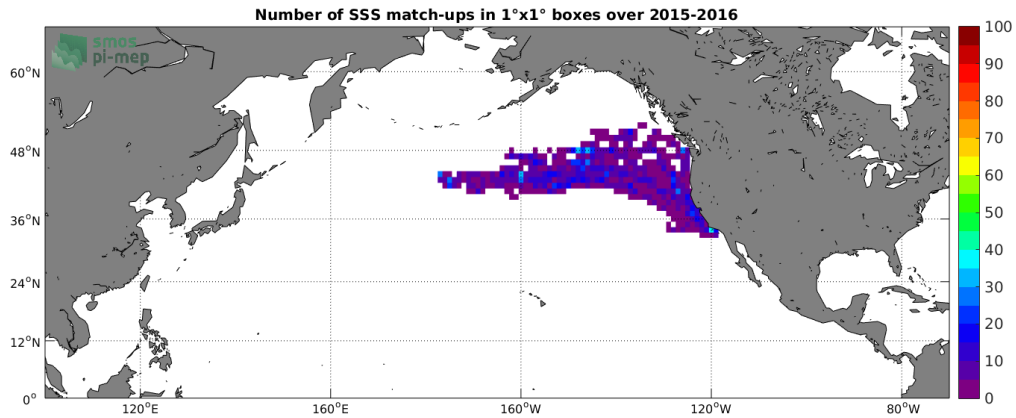 Number of SSS match-ups in 1°x1° boxes over 2015-2016
smos
pi-mep
60°N
48°N
36°N
24°N
12°N
0°
120°E
160°E
160°W
120°W
80°W
100
90
80
70
60
50
40
30
20
10
0